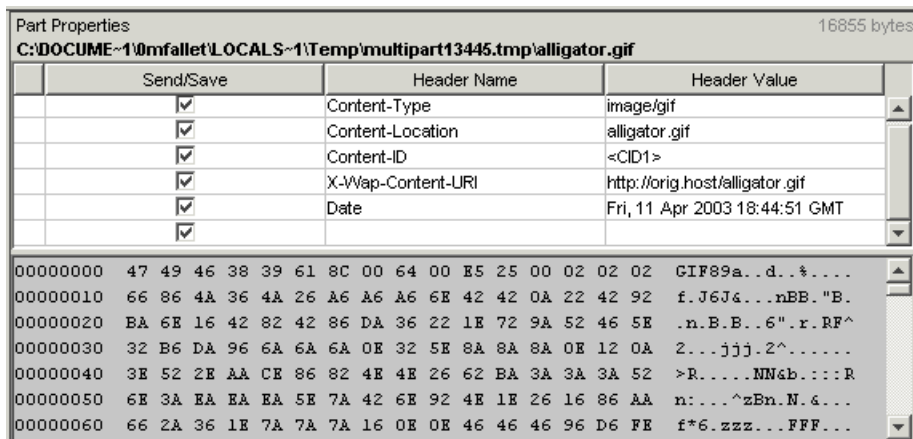 Part Properties 16855 bytes
C:\DOCUME~1\0mfallet\LOCALS~1\Temp\multipart13445.tmp\alligator.gif
Send/Save Header Name Header Value
Content-Type image/gif
Content-Location alligator.gif
Content-ID <CID1>
X-Wap-Content-URI http://orig.host/alligator.gif
Date Fri, 11 Apr 2003 18:44:51 GMT
00000000 47 49 46 38 39 61 8C 00 64 00 E5 25 00 02 02 02 GIF89a..d..%....
00000010 66 86 4A 36 4A 26 A6 A6 A6 6E 42 42 0A 22 42 92 f.J6J&...nBB."B.
00000020 BA 6E 16 42 82 42 86 DA 36 22 1E 72 9A 52 46 5E .n.B.B..6".r.RF^
00000030 32 B6 DA 96 6A 6A 6A 0E 32 5E 8A 8A 8A 0E 12 0A 2...jjj.2^......
00000040 3E 52 2E AA CE 86 82 4E 4E 26 62 BA 3A 3A 3A 52 >R.....NN&b.:::R
00000050 6E 3A EA EA EA 5E 7A 42 6E 92 4E 1E 26 16 86 AA n:...^zBn.N.&...
00000060 66 2A 36 1E 7A 7A 7A 16 0E 0E 46 46 46 96 D6 FE f*6.zzz...FFF...